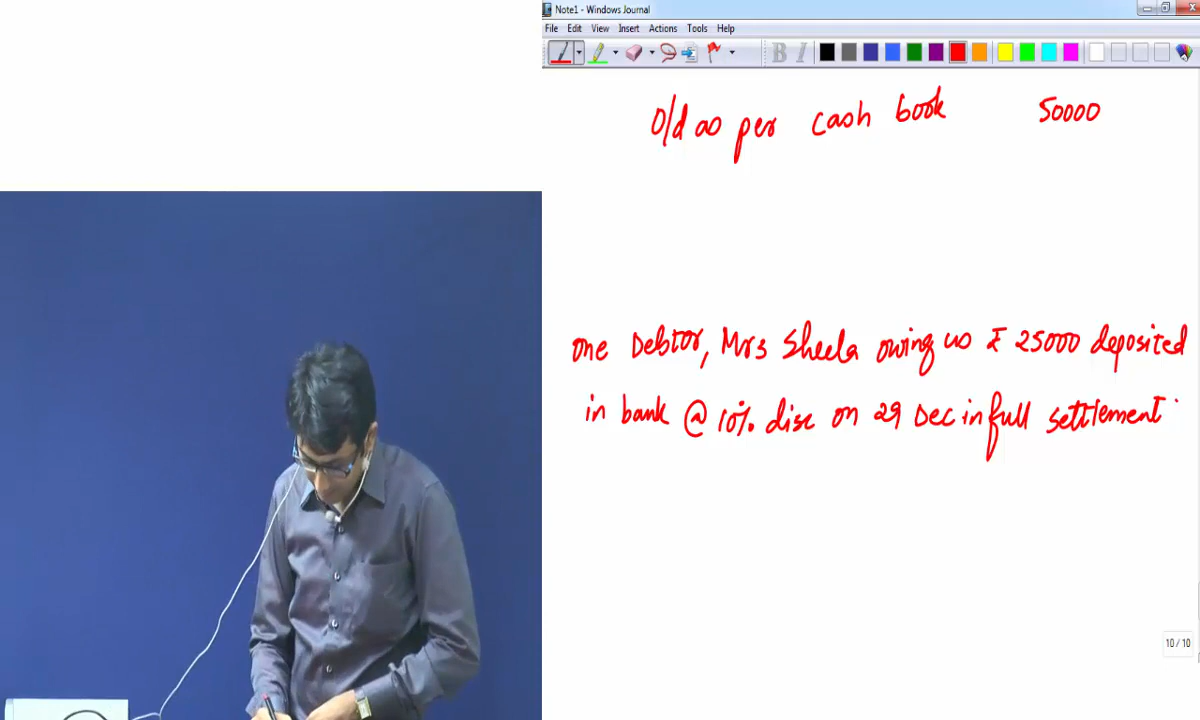 Note1 - Windows Journal
File Edit View Insert Actions Tools Help
B I
O/d as per cash book 50000
One Debtor, Mrs Sheela owing us ₹ 25000 deposited
in bank @ 10% disc on 29 Dec in full settlement
10 / 10